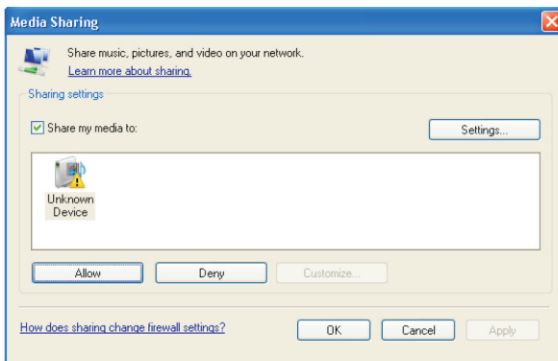 Media Sharing
Share music, pictures, and video on your network.
Learn more about sharing.
Sharing settings
Share my media to:
Settings...
Unknown
Device
Allow
Deny
Customize...
How does sharing change firewall settings?
OK
Cancel
Apply